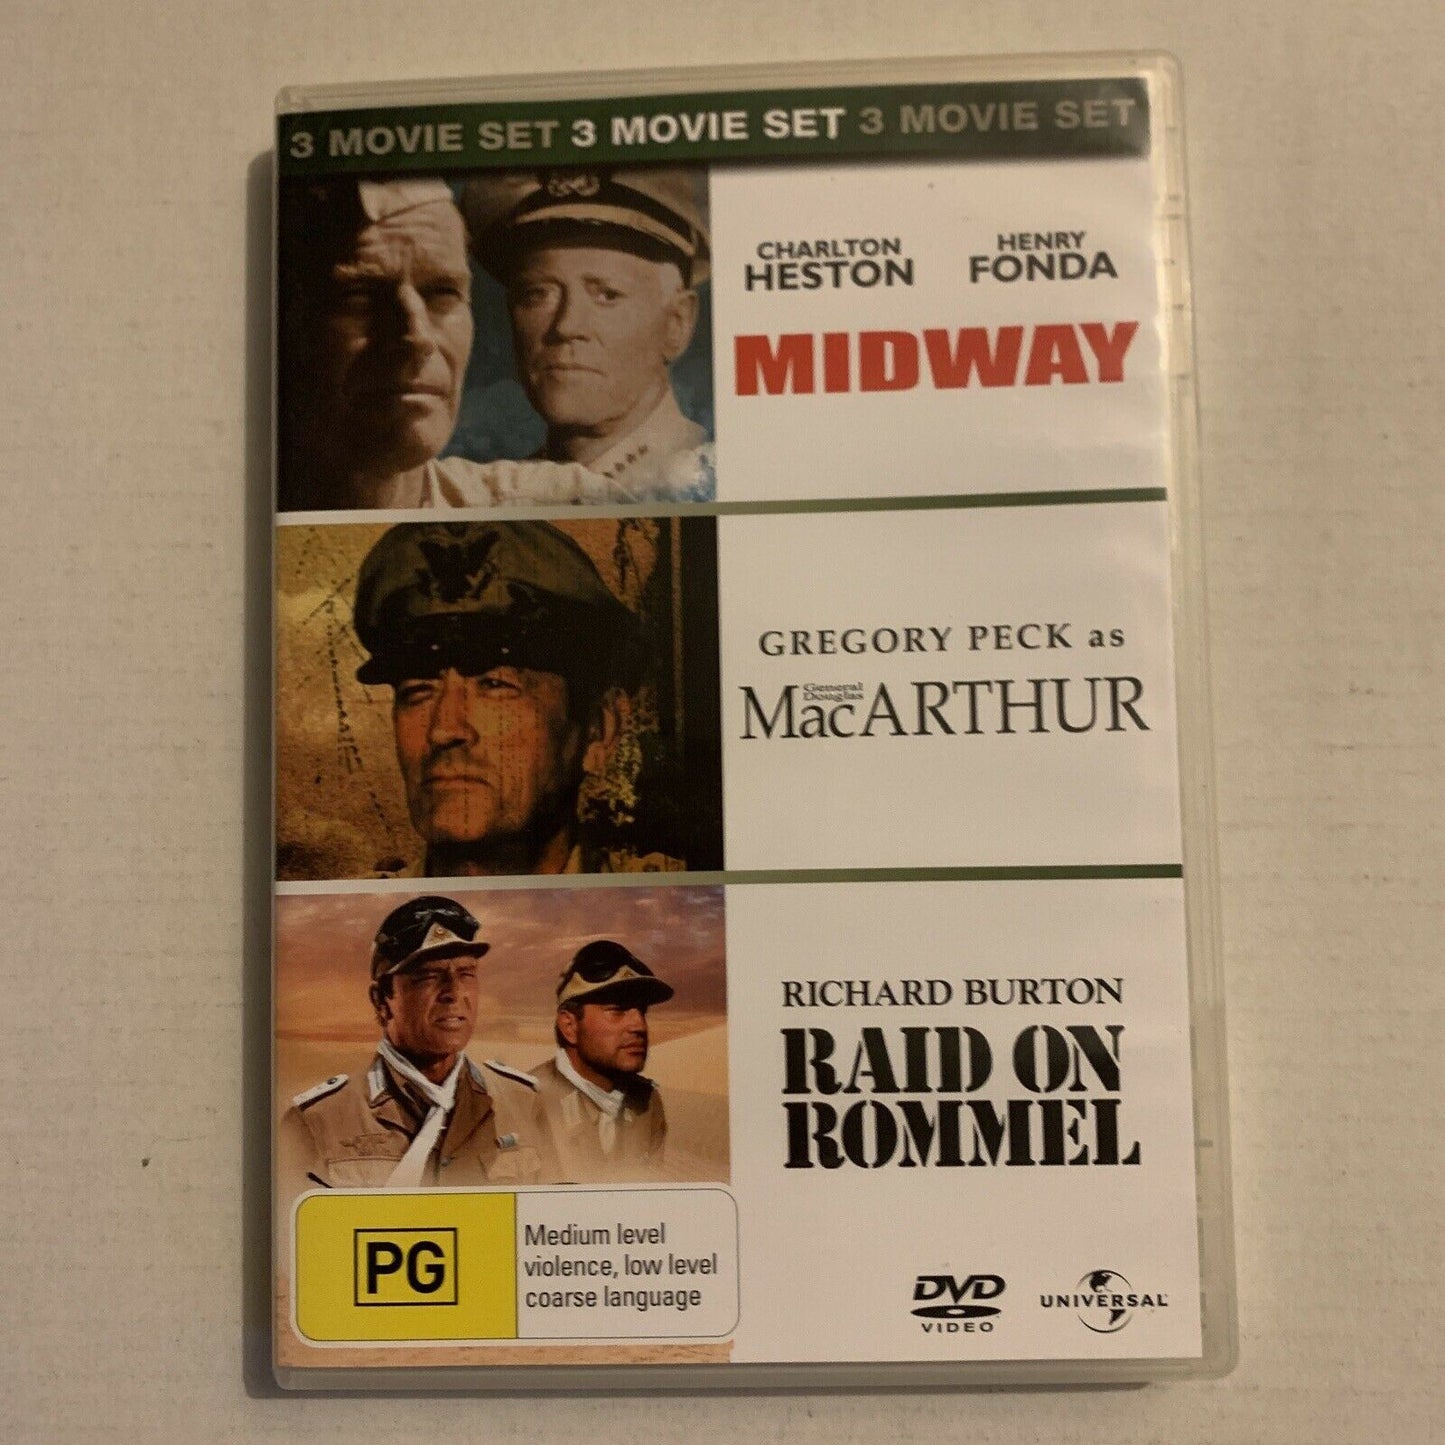 3 MOVIE SET 3 MOVIE SET 3 MOVIE SET
CHARLTON HESTON
HENRY FONDA
MIDWAY
GREGORY PECK as
General
Douglas
MacARTHUR
RICHARD BURTON
RAID ON
ROMMEL
PG
Medium level
violence, low level
coarse language
DVD
VIDEO
UNIVERSAL